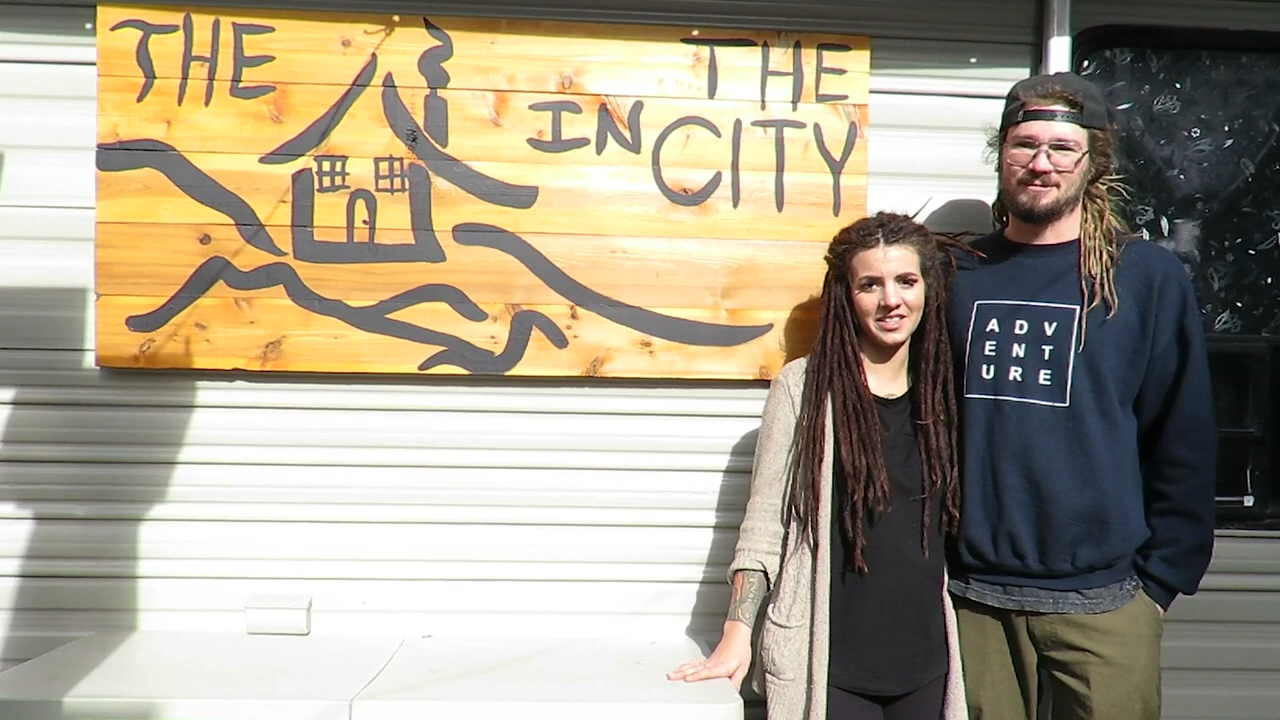 THE
THE
IN CITY
ADV
ENT
URE